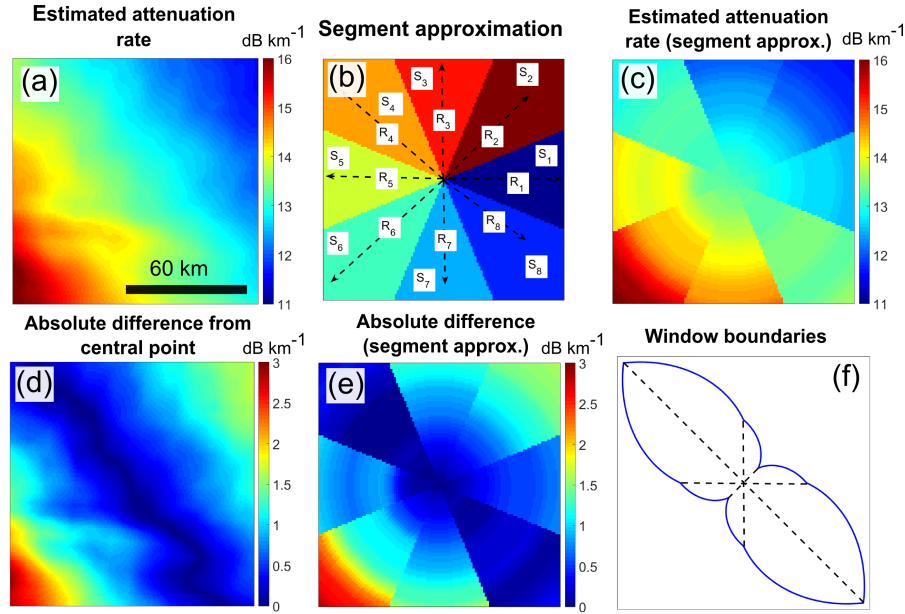 Estimated attenuation
rate
dB km-1
(a)
16
15
14
13
12
11
60 km
Segment approximation
(b)
S3
S2
S4
R3
R2
R4
S5
S1
R5
R1
R6
R7
R8
S6
S7
S8
Estimated attenuation
rate (segment approx.)
dB km-1
(c)
16
15
14
13
12
11
Absolute difference from
central point
dB km-1
(d)
3
2.5
2
1.5
1
0.5
0
Absolute difference
(segment approx.)
dB km-1
(e)
3
2.5
2
1.5
1
0.5
0
Window boundaries
(f)